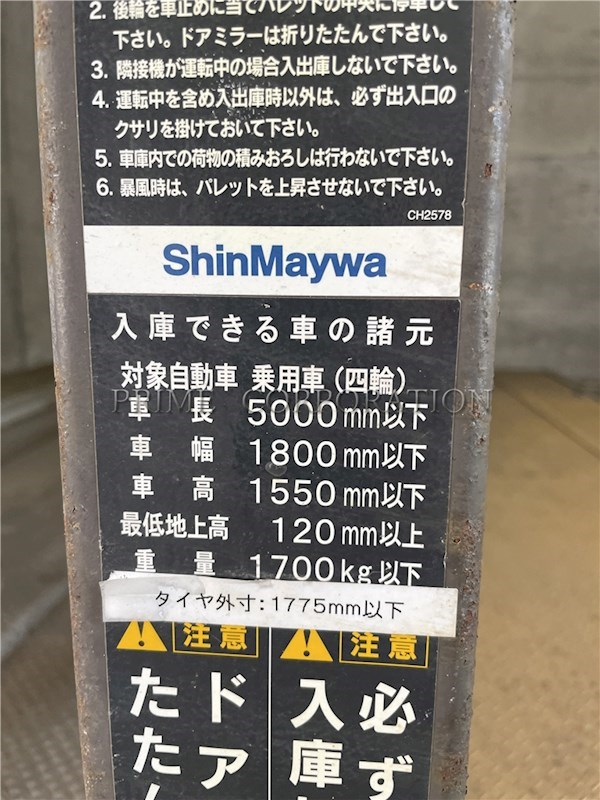 2. 後輪を車止めに当てパレットの中央に停車して
下さい。ドアミラーは折りたたんで下さい。
3. 隣接機が運転中の場合入出庫しないで下さい。
4. 運転中を含め入出庫時以外は、必ず出入口の
クサリを掛けておいて下さい。
5. 車庫内での荷物の積みおろしは行わないで下さい。
6. 暴風時は、パレットを上昇させないで下さい。
CH2578
ShinMaywa
入庫できる車の諸元
対象自動車 乗用車(四輪)
PRIME CORPORATION
車長 5000mm以下
車幅 1800mm以下
車高 1550mm以下
最低地上高 120mm以上
重量 1700kg以下
タイヤ外寸:1775mm以下
注意
注意
必ず
入庫
ドア
たた